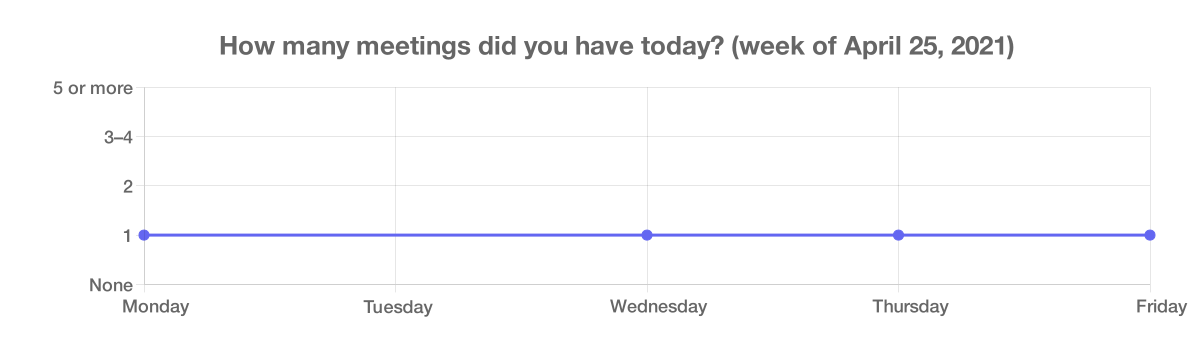 How many meetings did you have today? (week of April 25, 2021)
5 or more
3–4
2
1
None
Monday Tuesday Wednesday Thursday Friday